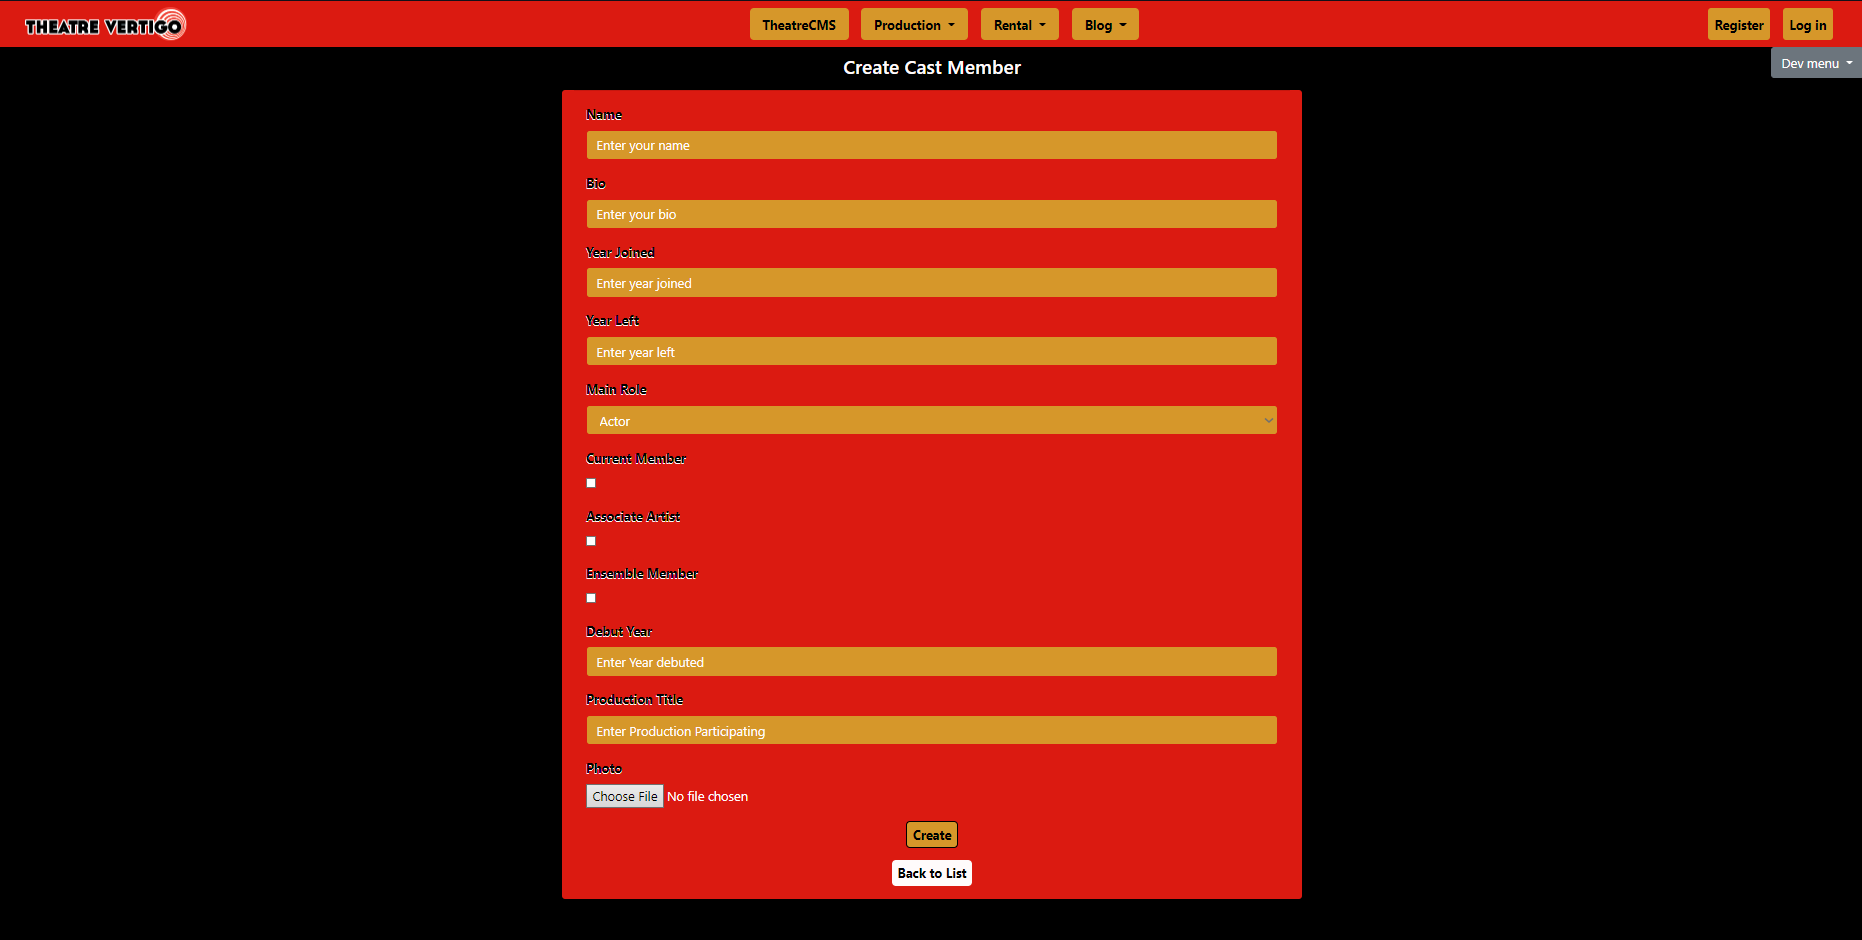 THEATRE VERTIGO
TheatreCMS Production Rental Blog
Register Log in
Dev menu
Create Cast Member
Name
Enter your name
Bio
Enter your bio
Year Joined
Enter year joined
Year Left
Enter year left
Main Role
Actor
Current Member
Associate Artist
Ensemble Member
Debut Year
Enter Year debuted
Production Title
Enter Production Participating
Photo
Choose File No file chosen
Create
Back to List